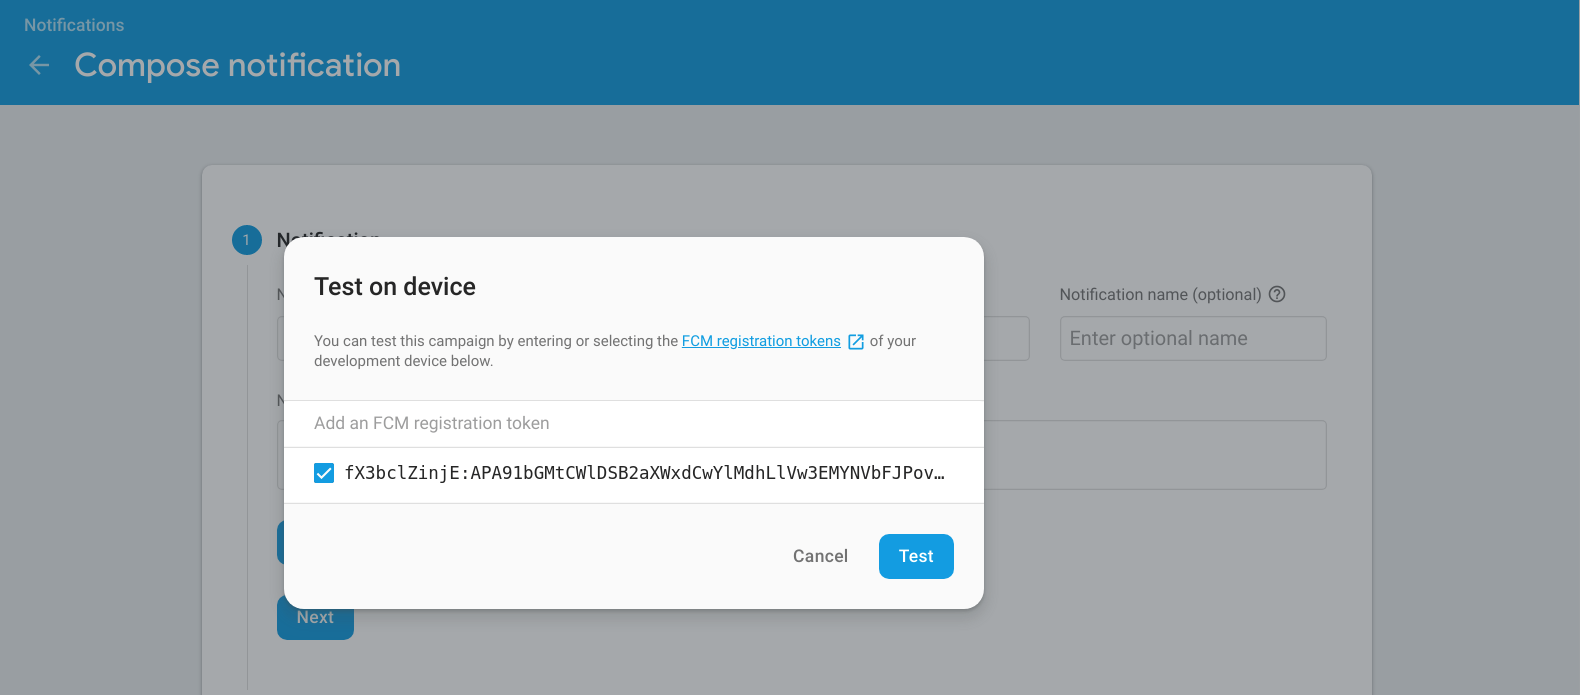 Notifications
Compose notification
1
Notification
Test on device
Notification name (optional)
You can test this campaign by entering or selecting the FCM registration tokens of your
development device below.
Enter optional name
Add an FCM registration token
fX3bclZinjE:APA91bGMtCWlDSB2aXWxdCwYlMdhLlVw3EMYNVbFJPov…
Cancel
Test
Next